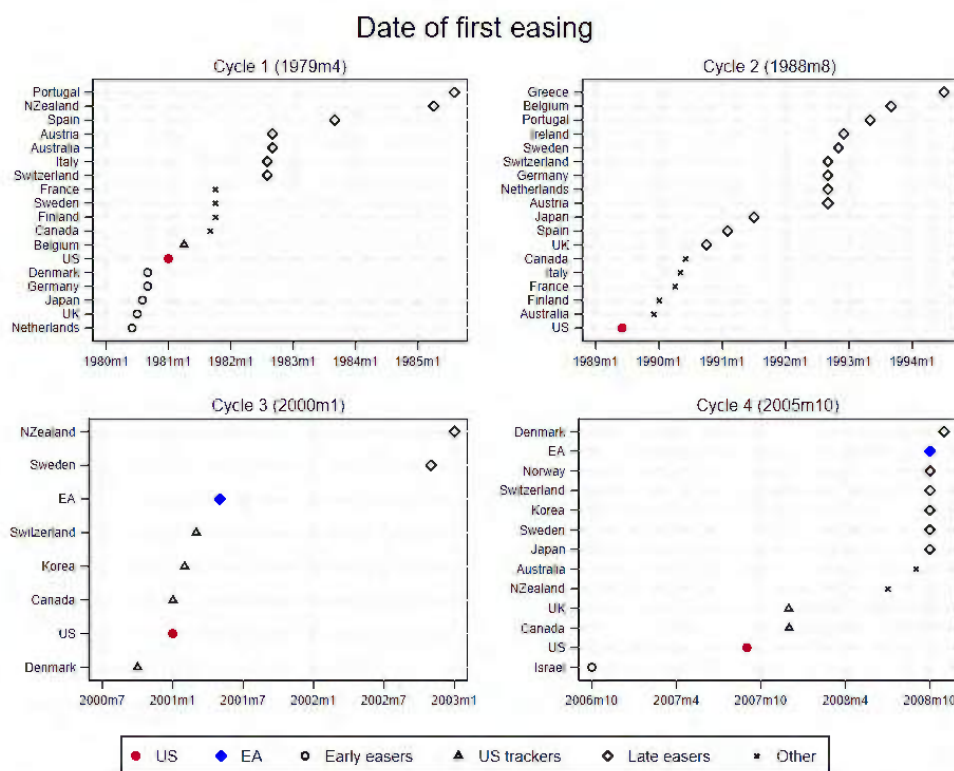 Date of first easing
Cycle 1 (1979m4)
Portugal
NZealand
Spain
Austria
Australia
Italy
Switzerland
France
Sweden
Finland
Canada
Belgium
US
Denmark
Germany
Japan
UK
Netherlands
1980m1 1981m1 1982m1 1983m1 1984m1 1985m1
Cycle 2 (1988m8)
Greece
Belgium
Portugal
Ireland
Sweden
Switzerland
Germany
Netherlands
Austria
Japan
Spain
UK
Canada
Italy
France
Finland
Australia
US
1989m1 1990m1 1991m1 1992m1 1993m1 1994m1
Cycle 3 (2000m1)
NZealand
Sweden
EA
Switzerland
Korea
Canada
US
Denmark
2000m7 2001m1 2001m7 2002m1 2002m7 2003m1
Cycle 4 (2005m10)
Denmark
EA
Norway
Switzerland
Korea
Sweden
Japan
Australia
NZealand
UK
Canada
US
Israel
2006m10 2007m4 2007m10 2008m4 2008m10
US EA Early easers US trackers Late easers Other